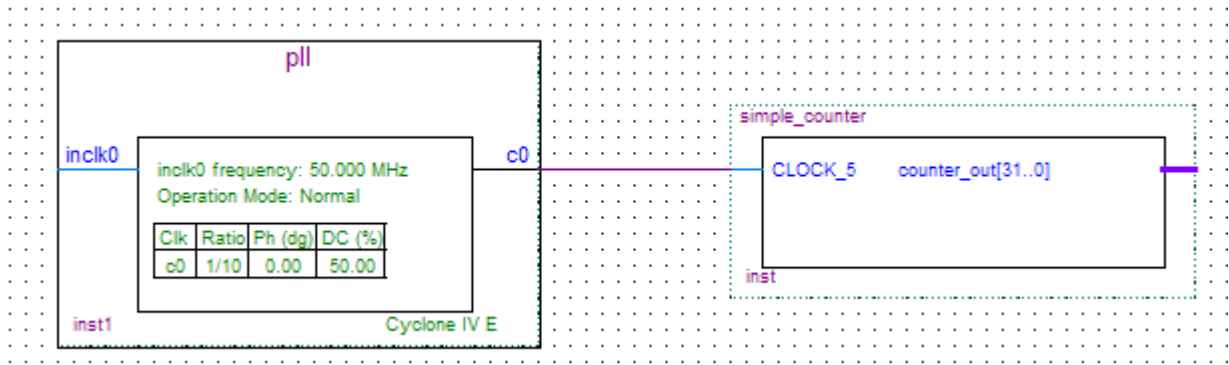 pll
inclk0
c0
inclk0 frequency: 50.000 MHz
Operation Mode: Normal
Clk Ratio Ph (dg) DC (%)
c0 1/10 0.00 50.00
inst1
Cyclone IV E
simple_counter
CLOCK_5 counter_out[31..0]
inst